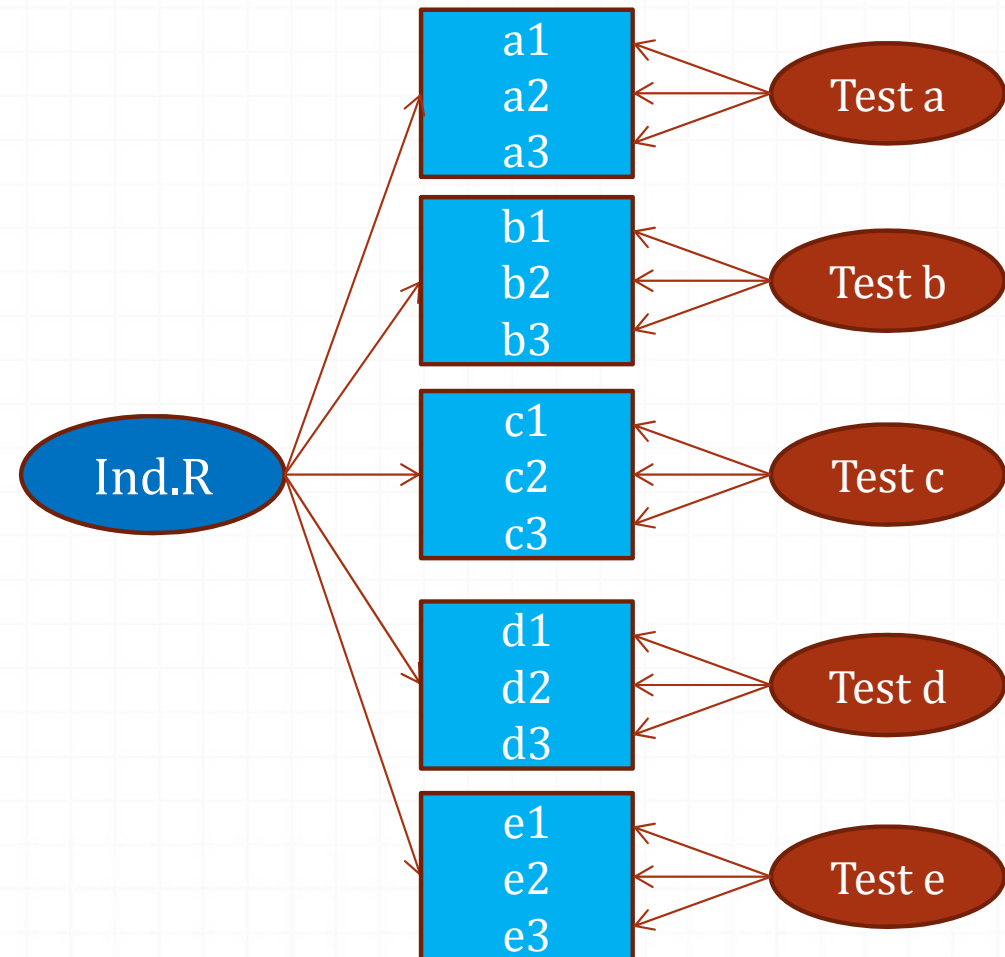 a1
a2
a3
Test a
b1
b2
b3
Test b
Ind.R
c1
c2
c3
Test c
d1
d2
d3
Test d
e1
e2
e3
Test e